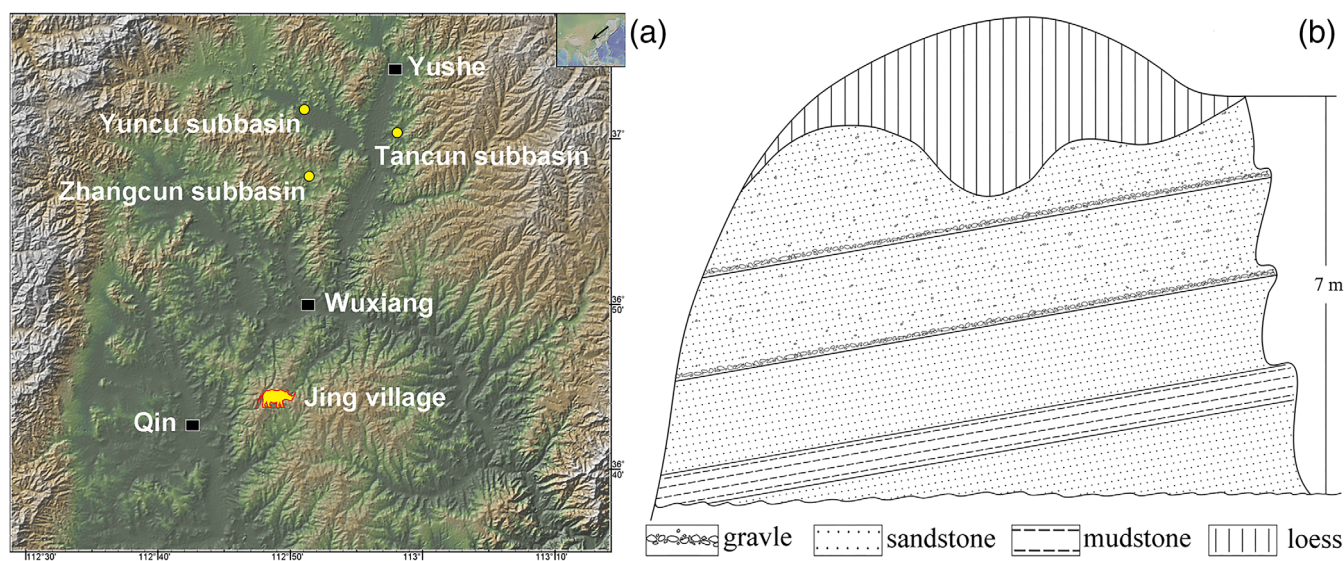 (a)
Yushe
Yuncu subbasin
Tancun subbasin
Zhangcun subbasin
Wuxiang
Jing village
Qin
37°
36°
50'
36°
40'
112°30'
112°40'
112°50'
113°
113°10'
(b)
7 m
gravle
sandstone
mudstone
loess